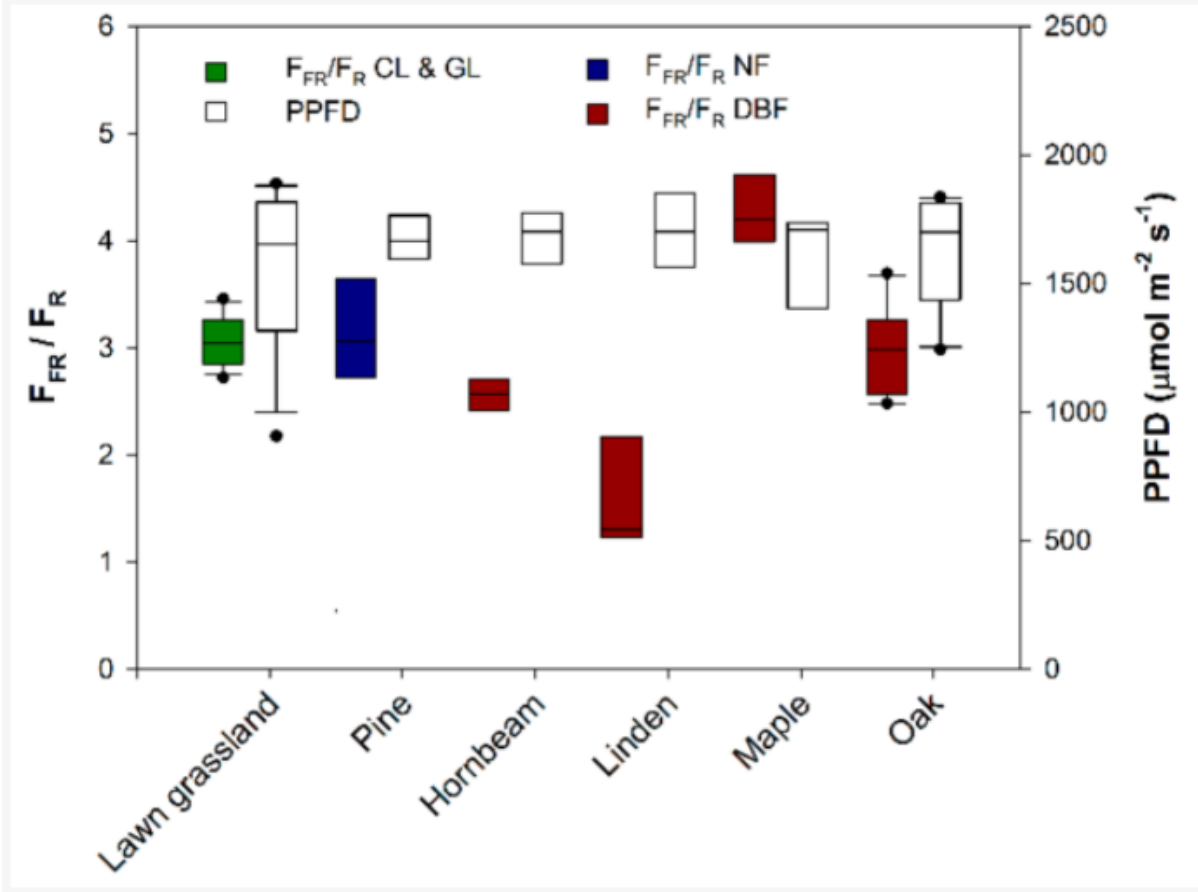 F_FR/F_R CL & GL
F_FR/F_R NF
PPFD
F_FR/F_R DBF
F_FR / F_R
6
5
4
3
2
1
0
PPFD (μmol m⁻² s⁻¹)
2500
2000
1500
1000
500
0
Lawn grassland
Pine
Hornbeam
Linden
Maple
Oak